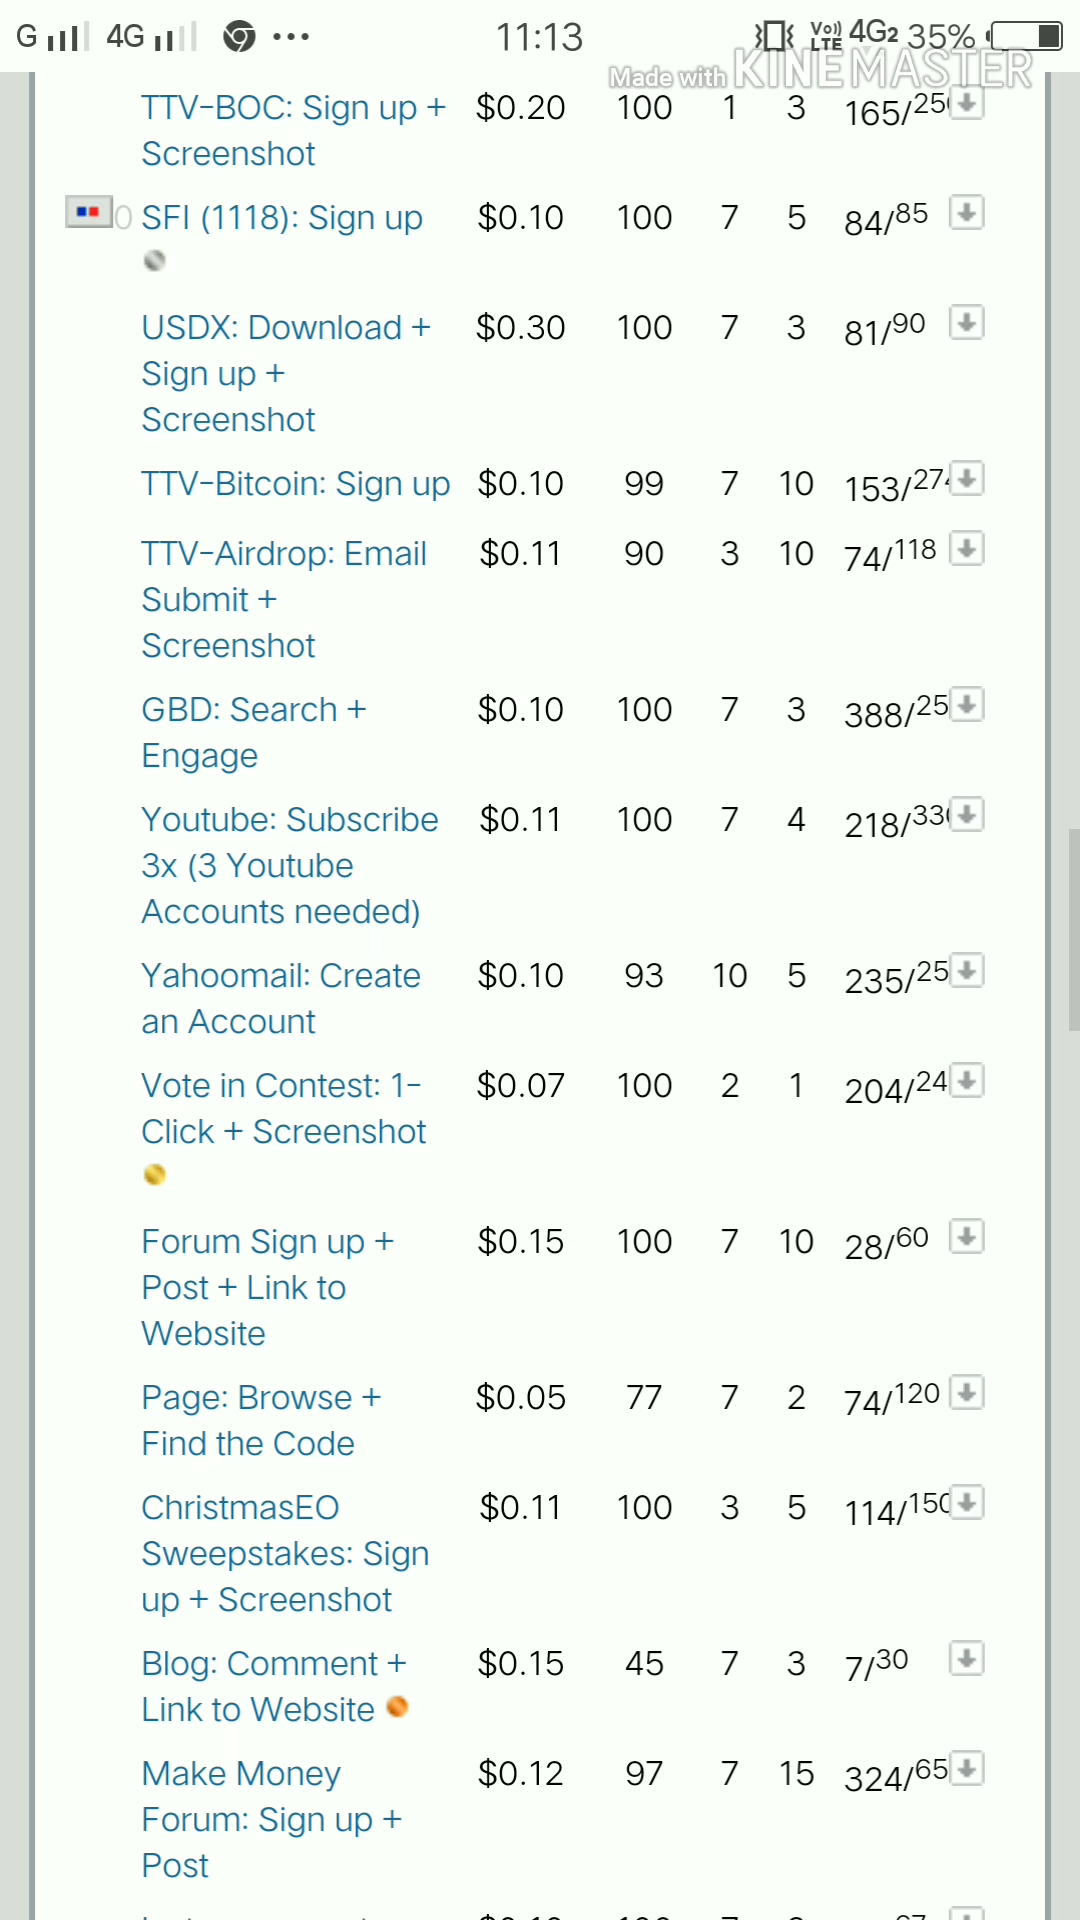 G 4G 11:13 Vo)) LTE 4G2 35%
Made with KINEMASTER
TTV-BOC: Sign up + $0.20 100 1 3 165/
Screenshot
0 SFI (1118): Sign up $0.10 100 7 5 84/85
USDX: Download + $0.30 100 7 3 81/90
Sign up +
Screenshot
TTV-Bitcoin: Sign up $0.10 99 7 10 153/
TTV-Airdrop: Email $0.11 90 3 10 74/118
Submit +
Screenshot
GBD: Search + $0.10 100 7 3 388/
Engage
Youtube: Subscribe $0.11 100 7 4 218/
3x (3 Youtube
Accounts needed)
Yahoomail: Create $0.10 93 10 5 235/
an Account
Vote in Contest: 1- $0.07 100 2 1 204/
Click + Screenshot
Forum Sign up + $0.15 100 7 10 28/60
Post + Link to
Website
Page: Browse + $0.05 77 7 2 74/120
Find the Code
ChristmasEO $0.11 100 3 5 114/150
Sweepstakes: Sign
up + Screenshot
Blog: Comment + $0.15 45 7 3 7/30
Link to Website
Make Money $0.12 97 7 15 324/
Forum: Sign up +
Post